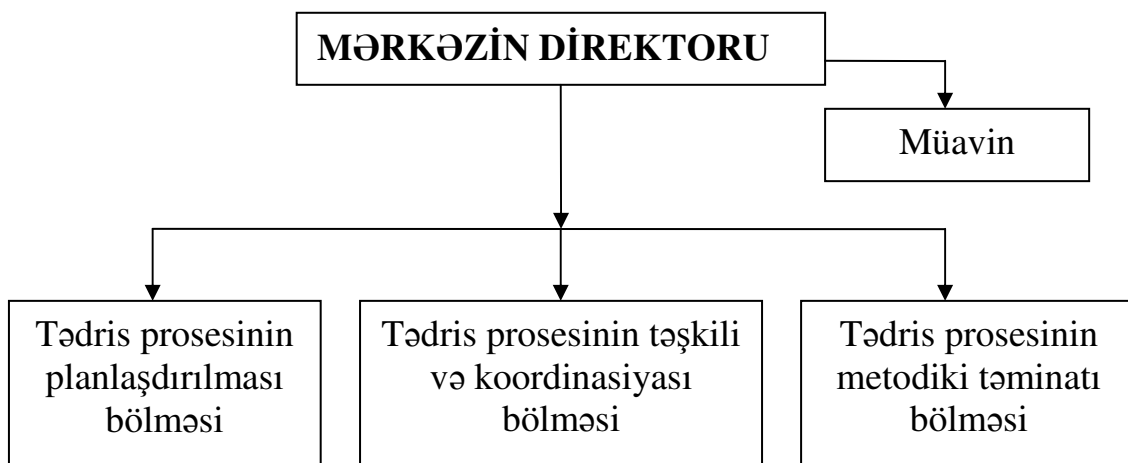 MƏRKƏZİN DİREKTORU
Müavin
Tədris prosesinin
planlaşdırılması
bölməsi
Tədris prosesinin təşkili
və koordinasiyası
bölməsi
Tədris prosesinin
metodiki təminatı
bölməsi